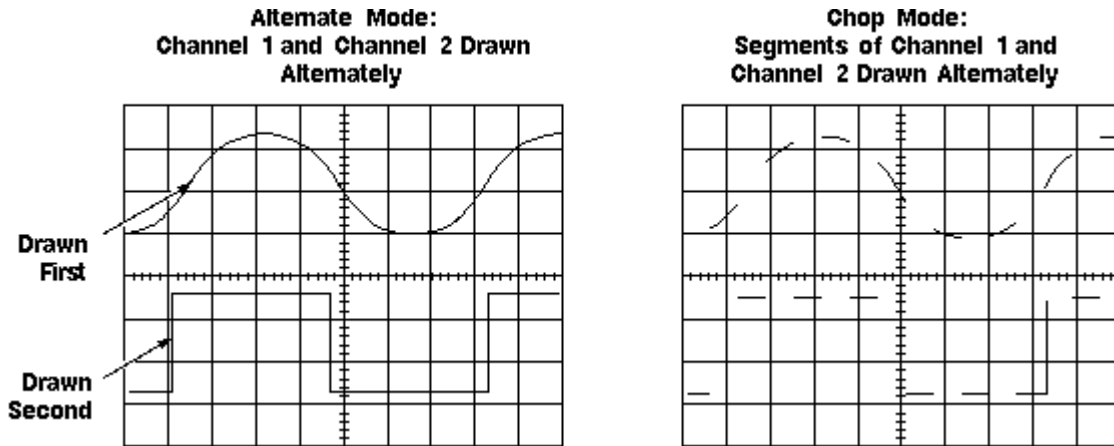 Alternate Mode:
Channel 1 and Channel 2 Drawn
Alternately
Drawn
First
Drawn
Second
Chop Mode:
Segments of Channel 1 and
Channel 2 Drawn Alternately